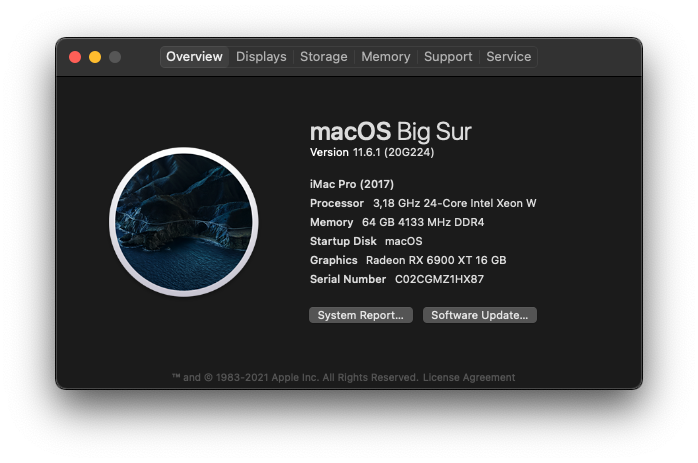 Overview Displays Storage Memory Support Service
macOS Big Sur
Version 11.6.1 (20G224)
iMac Pro (2017)
Processor 3,18 GHz 24-Core Intel Xeon W
Memory 64 GB 4133 MHz DDR4
Startup Disk macOS
Graphics Radeon RX 6900 XT 16 GB
Serial Number C02CGMZ1HX87
System Report... Software Update...
™ and © 1983-2021 Apple Inc. All Rights Reserved. License Agreement